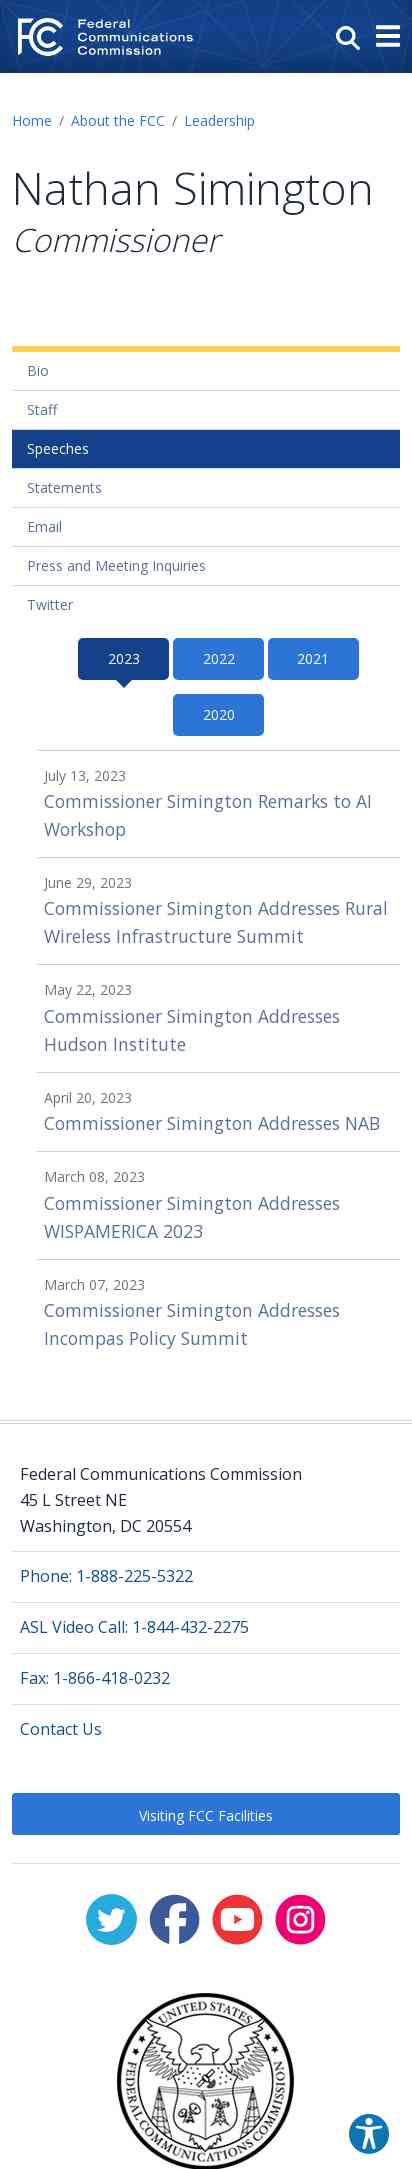 FCC
Federal
Communications
Commission
Home / About the FCC / Leadership
Nathan Simington
Commissioner
Bio
Staff
Speeches
Statements
Email
Press and Meeting Inquiries
Twitter
2023 2022 2021
2020
July 13, 2023
Commissioner Simington Remarks to AI
Workshop
June 29, 2023
Commissioner Simington Addresses Rural
Wireless Infrastructure Summit
May 22, 2023
Commissioner Simington Addresses
Hudson Institute
April 20, 2023
Commissioner Simington Addresses NAB
March 08, 2023
Commissioner Simington Addresses
WISPAMERICA 2023
March 07, 2023
Commissioner Simington Addresses
Incompas Policy Summit
Federal Communications Commission
45 L Street NE
Washington, DC 20554
Phone: 1-888-225-5322
ASL Video Call: 1-844-432-2275
Fax: 1-866-418-0232
Contact Us
Visiting FCC Facilities
UNITED STATES
FEDERAL COMMUNICATIONS COMMISSION